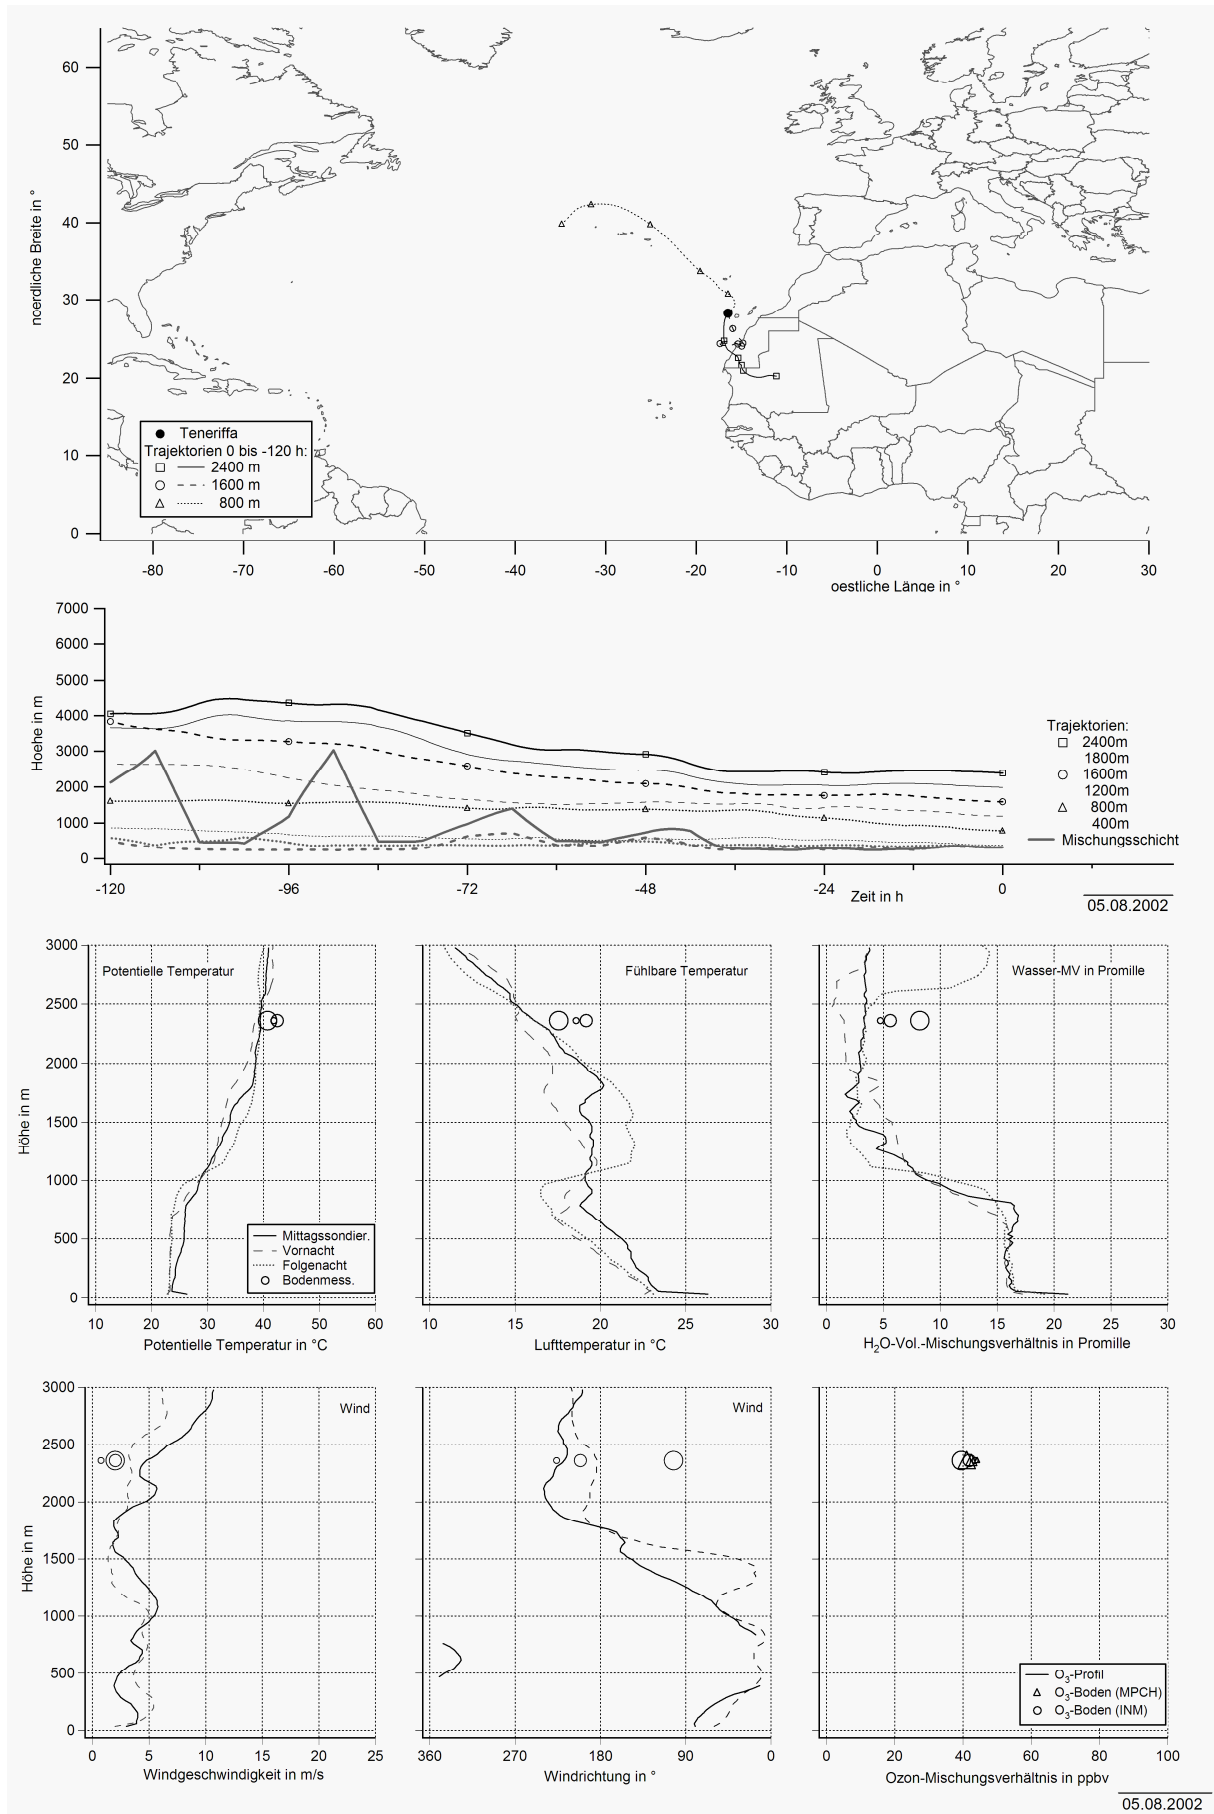 60
50
40
30
20
10
0
noerdliche Breite in °
Teneriffa
Trajektorien 0 bis -120 h:
2400 m
1600 m
800 m
-80 -70 -60 -50 -40 -30 -20 -10 0 10 20 30
oestliche Länge in °
7000
6000
5000
4000
3000
2000
1000
0
Hoehe in m
Trajektorien:
2400m
1800m
1600m
1200m
800m
400m
Mischungsschicht
-120 -96 -72 -48 -24 0
Zeit in h
05.08.2002
3000
2500
2000
1500
1000
500
0
Höhe in m
Potentielle Temperatur
Mittagssondier.
Vornacht
Folgenacht
Bodenmess.
10 20 30 40 50 60
Potentielle Temperatur in °C
Fühlbare Temperatur
10 15 20 25 30
Lufttemperatur in °C
Wasser-MV in Promille
0 5 10 15 20 25 30
H2O-Vol.-Mischungsverhältnis in Promille
3000
2500
2000
1500
1000
500
0
Höhe in m
Wind
0 5 10 15 20 25
Windgeschwindigkeit in m/s
Wind
360 270 180 90 0
Windrichtung in °
O3-Profil
O3-Boden (MPCH)
O3-Boden (INM)
0 20 40 60 80 100
Ozon-Mischungsverhältnis in ppbv
05.08.2002